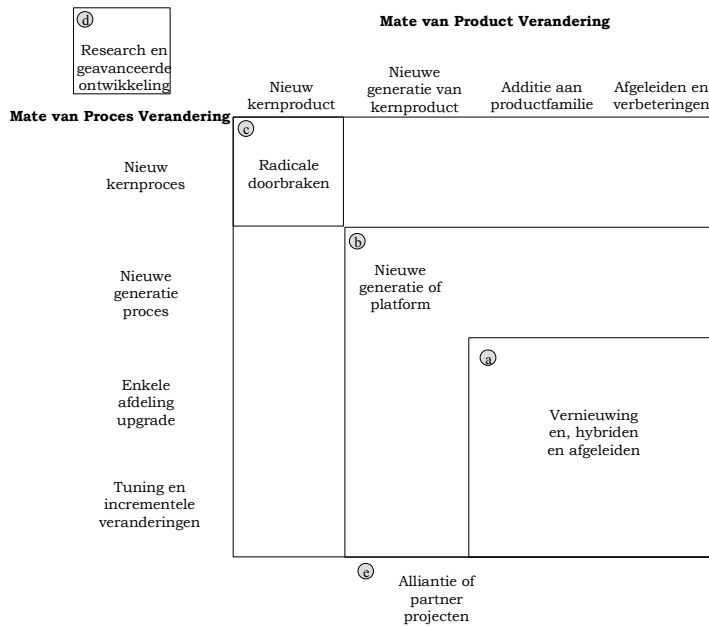 d
Research en
geavanceerde
ontwikkeling
Mate van Product Verandering
Nieuw
kernproduct
Nieuwe
generatie van
kernproduct
Additie aan
productfamilie
Afgeleiden en
verbeteringen
Mate van Proces Verandering
c
Radicale
doorbraken
Nieuw
kernproces
b
Nieuwe
generatie of
platform
Nieuwe
generatie
proces
a
Vernieuwing
en, hybriden
en afgeleiden
Enkele
afdeling
upgrade
Tuning en
incrementele
veranderingen
e
Alliantie of
partner
projecten